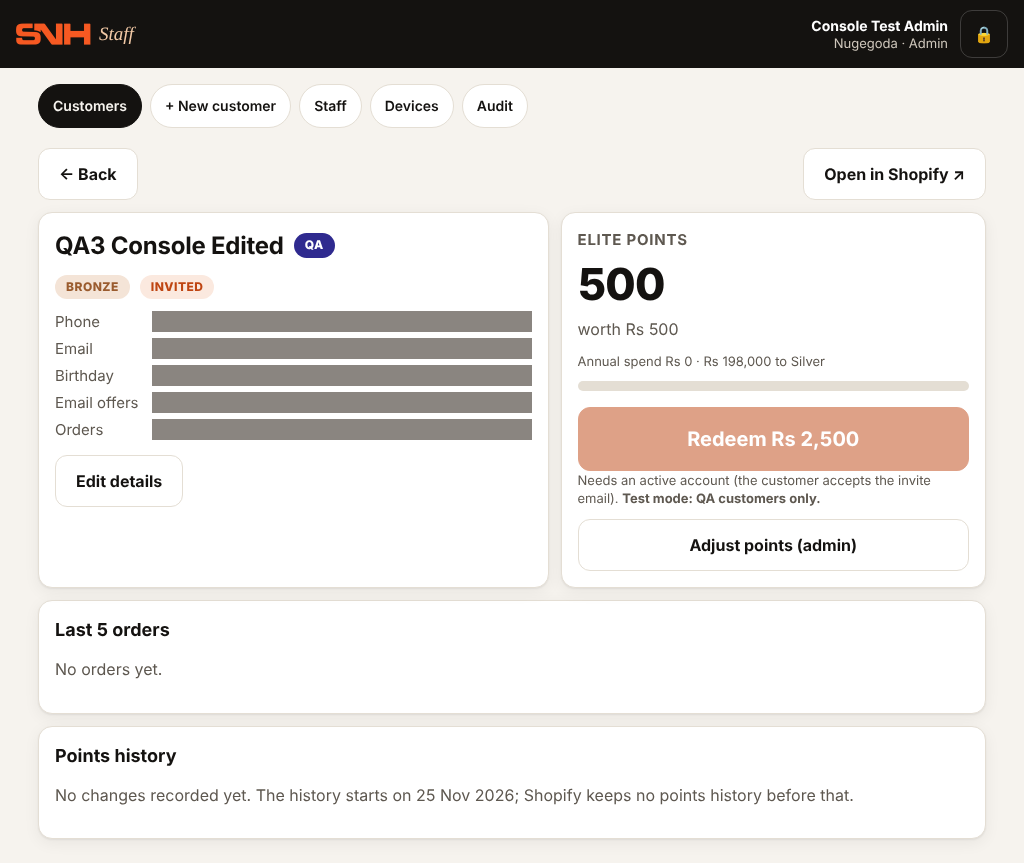 SNH Staff
Console Test Admin
Nugegoda · Admin
Customers
+ New customer
Staff
Devices
Audit
← Back
Open in Shopify ↗
QA3 Console Edited QA
BRONZE INVITED
Phone
Email
Birthday
Email offers
Orders
Edit details
ELITE POINTS
500
worth Rs 500
Annual spend Rs 0 · Rs 198,000 to Silver
Redeem Rs 2,500
Needs an active account (the customer accepts the invite
email). Test mode: QA customers only.
Adjust points (admin)
Last 5 orders
No orders yet.
Points history
No changes recorded yet. The history starts on 25 Nov 2026; Shopify keeps no points history before that.